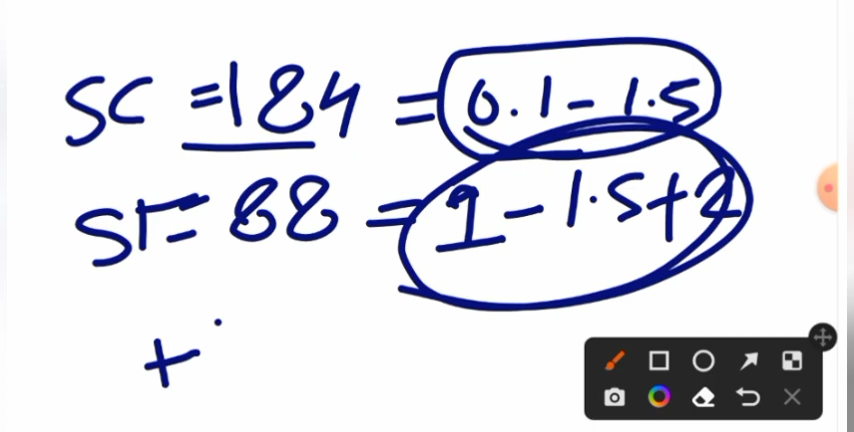 SC = 184 = 0.1 - 1.5
ST = 88 = 1 - 1.5 + 2
+